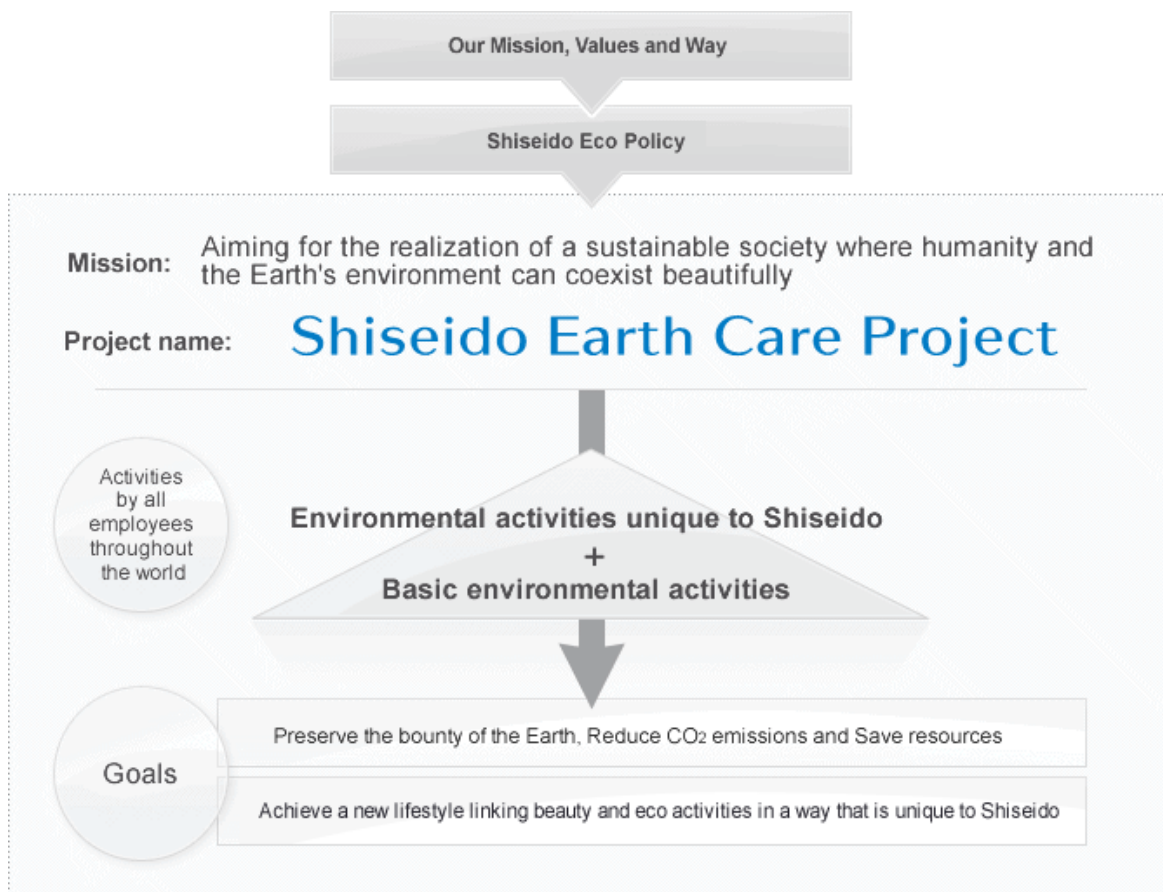 Our Mission, Values and Way
Shiseido Eco Policy
Mission:
Aiming for the realization of a sustainable society where humanity and
the Earth's environment can coexist beautifully
Project name:
Shiseido Earth Care Project
Activities
by all
employees
throughout
the world
Environmental activities unique to Shiseido
+
Basic environmental activities
Goals
Preserve the bounty of the Earth, Reduce CO2 emissions and Save resources
Achieve a new lifestyle linking beauty and eco activities in a way that is unique to Shiseido